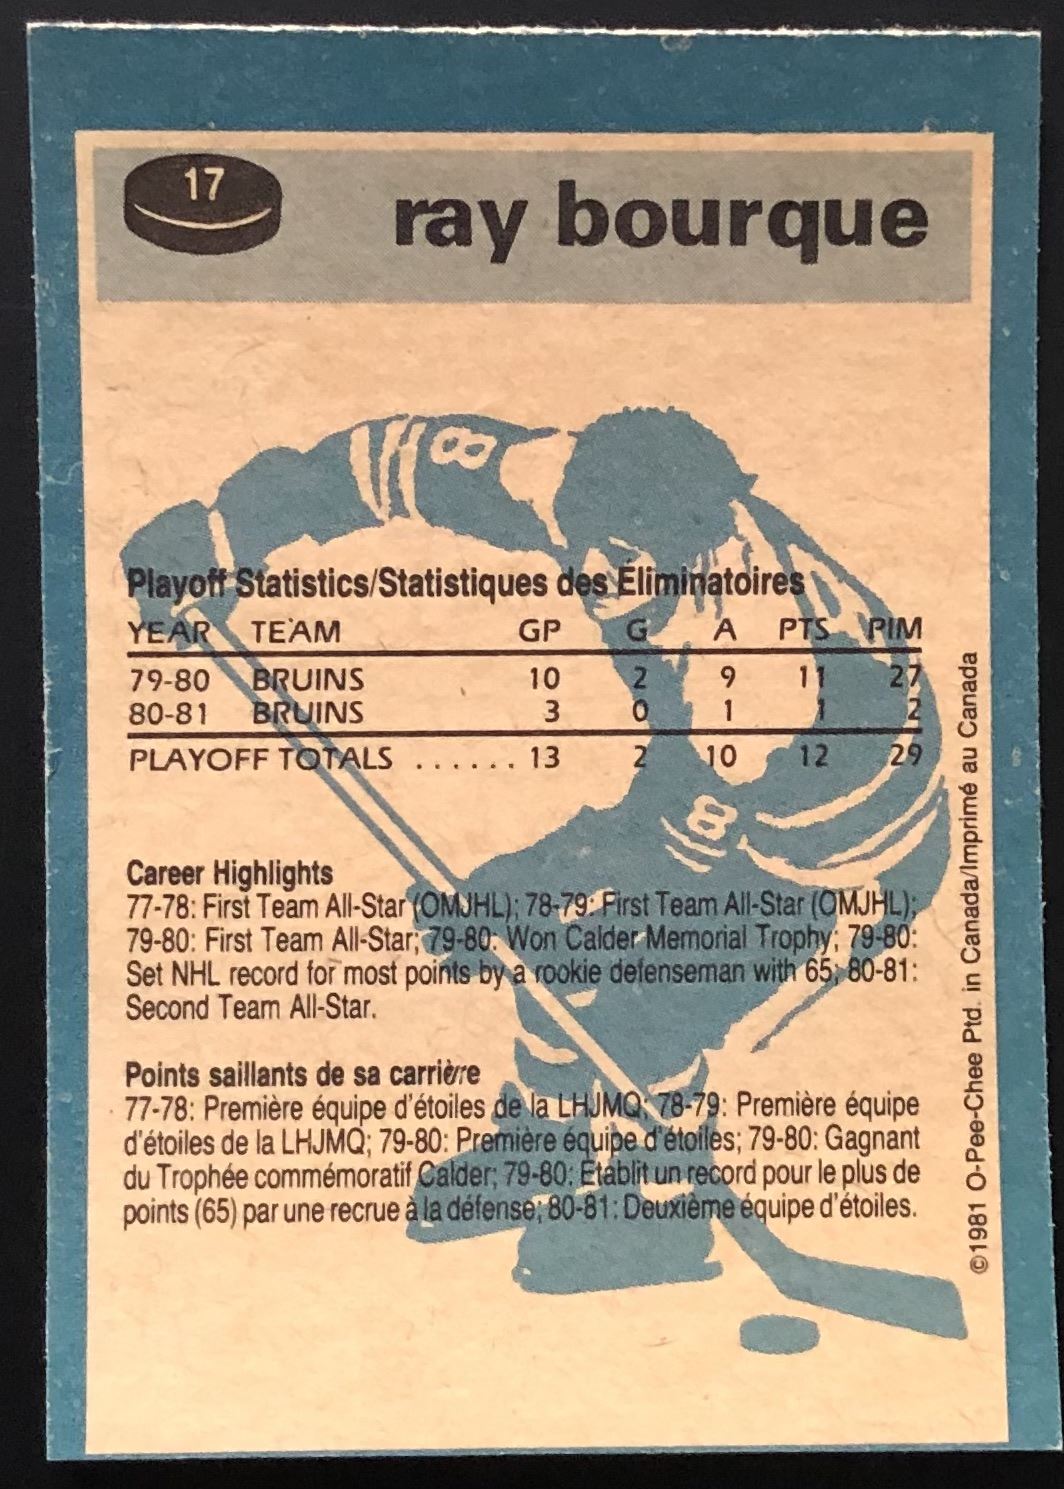 17
ray bourque
Playoff Statistics/Statistiques des Éliminatoires
YEAR TEAM GP G A PTS PIM
79-80 BRUINS 10 2 9 11 27
80-81 BRUINS 3 0 1 1 2
PLAYOFF TOTALS ...... 13 2 10 12 29
Career Highlights
77-78: First Team All-Star (OMJHL); 78-79: First Team All-Star (OMJHL);
79-80: First Team All-Star; 79-80: Won Calder Memorial Trophy; 79-80:
Set NHL record for most points by a rookie defenseman with 65; 80-81:
Second Team All-Star.
Points saillants de sa carrière
77-78: Première équipe d'étoiles de la LHJMQ; 78-79: Première équipe
d'étoiles de la LHJMQ; 79-80: Première équipe d'étoiles; 79-80: Gagnant
du Trophée commémoratif Calder; 79-80: Établit un record pour le plus de
points (65) par une recrue à la défense; 80-81: Deuxième équipe d'étoiles.
©1981 O-Pee-Chee Ptd. in Canada/Imprimé au Canada
8
8